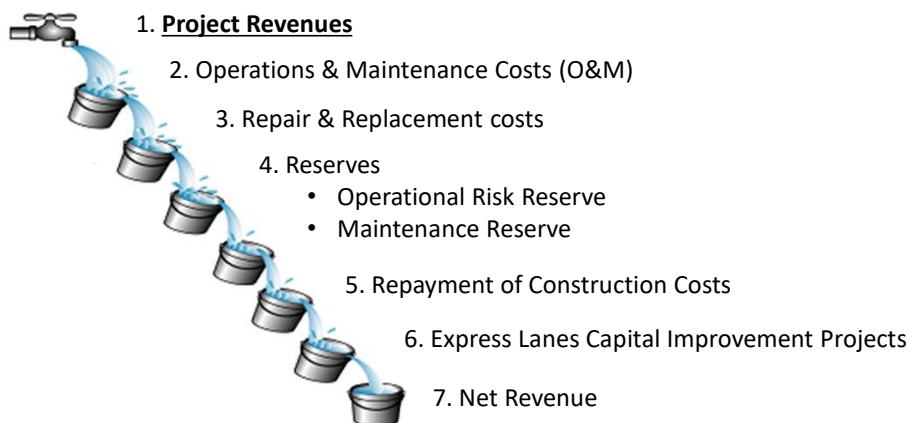 1. Project Revenues
2. Operations & Maintenance Costs (O&M)
3. Repair & Replacement costs
4. Reserves
• Operational Risk Reserve
• Maintenance Reserve
5. Repayment of Construction Costs
6. Express Lanes Capital Improvement Projects
7. Net Revenue